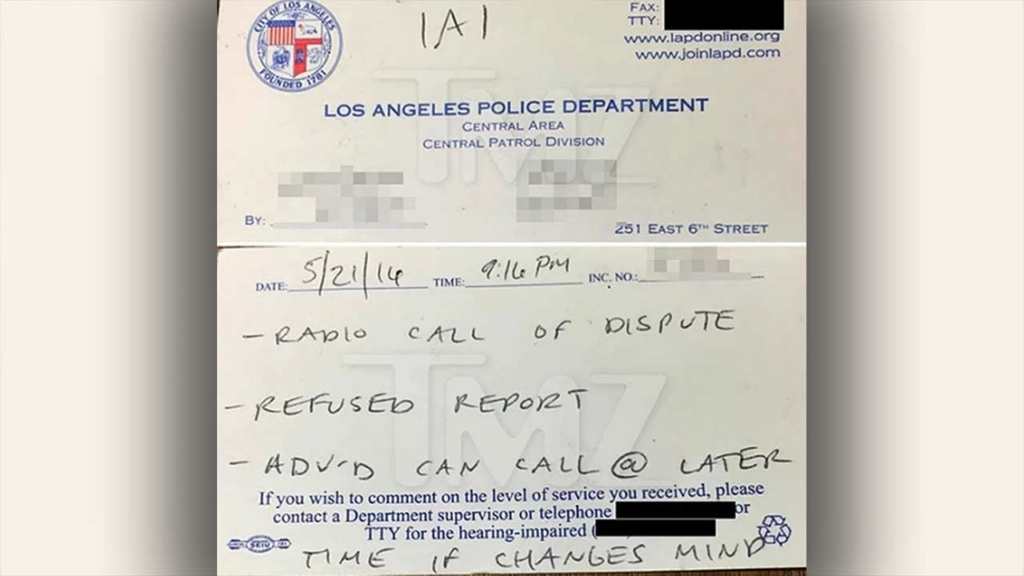 CITY OF LOS ANGELES
FOUNDED 1781
1A1
FAX:
TTY:
www.lapdonline.org
www.joinlapd.com
TMZ
LOS ANGELES POLICE DEPARTMENT
CENTRAL AREA
CENTRAL PATROL DIVISION
BY:
251 EAST 6TH STREET
DATE: 5/21/16 TIME: 9:16 PM INC. NO.:
- RADIO CALL OF DISPUTE
TMZ
- REFUSED REPORT
- ADV'D CAN CALL @ LATER
If you wish to comment on the level of service you received, please
contact a Department supervisor or telephone or
TTY for the hearing-impaired (
TIME IF CHANGES MIND